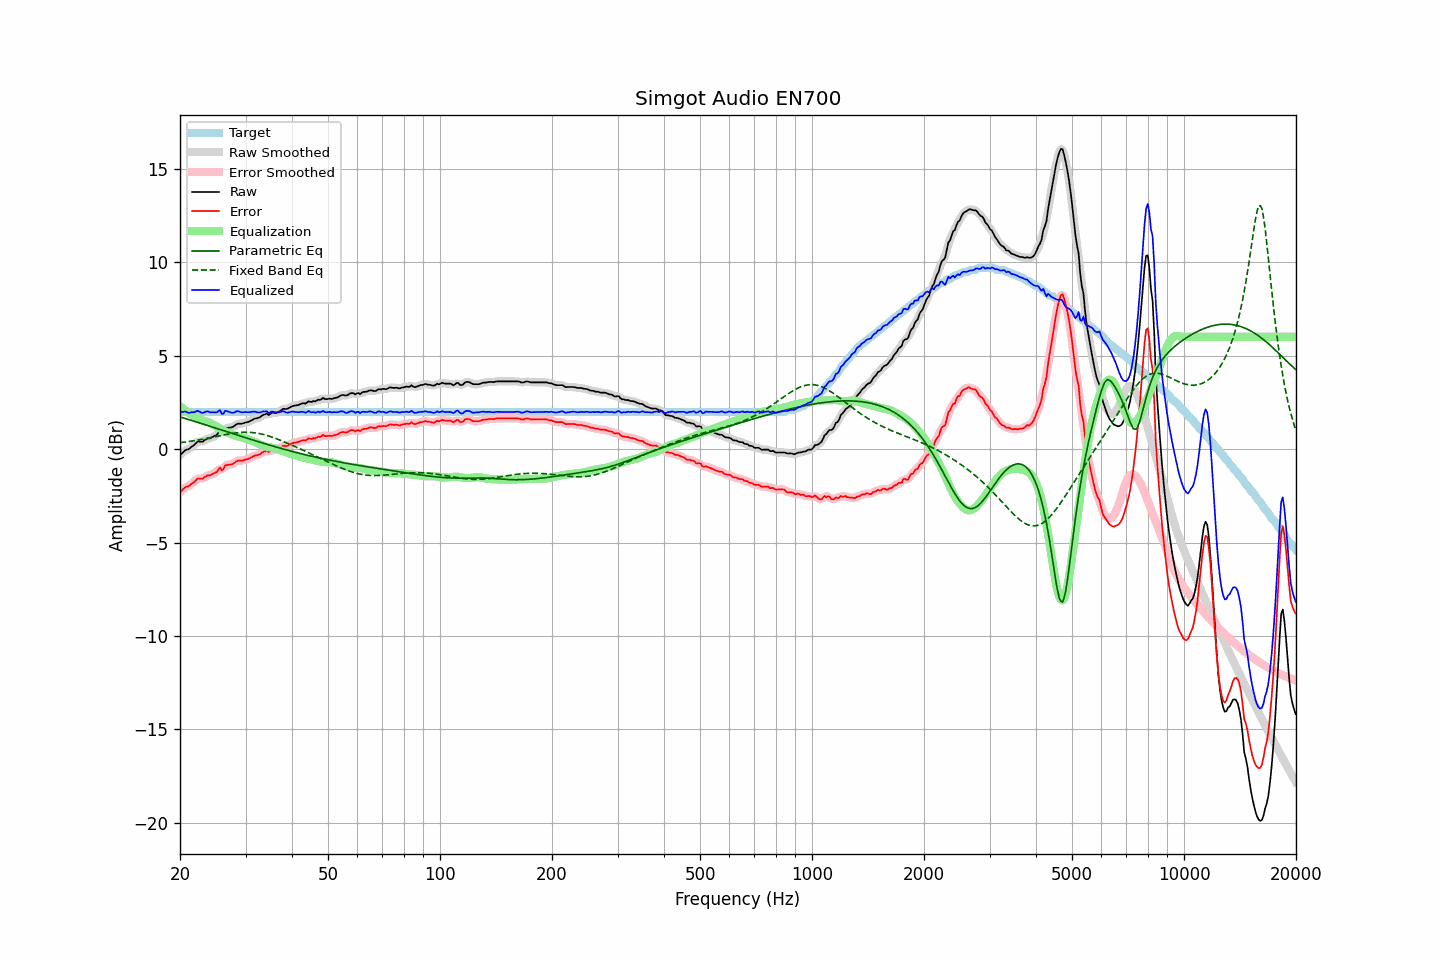 Simgot Audio EN700
Target
Raw Smoothed
Error Smoothed
Raw
Error
Equalization
Parametric Eq
Fixed Band Eq
Equalized
Amplitude (dBr)
15
10
5
0
−5
−10
−15
−20
20 50 100 200 500 1000 2000 5000 10000 20000
Frequency (Hz)